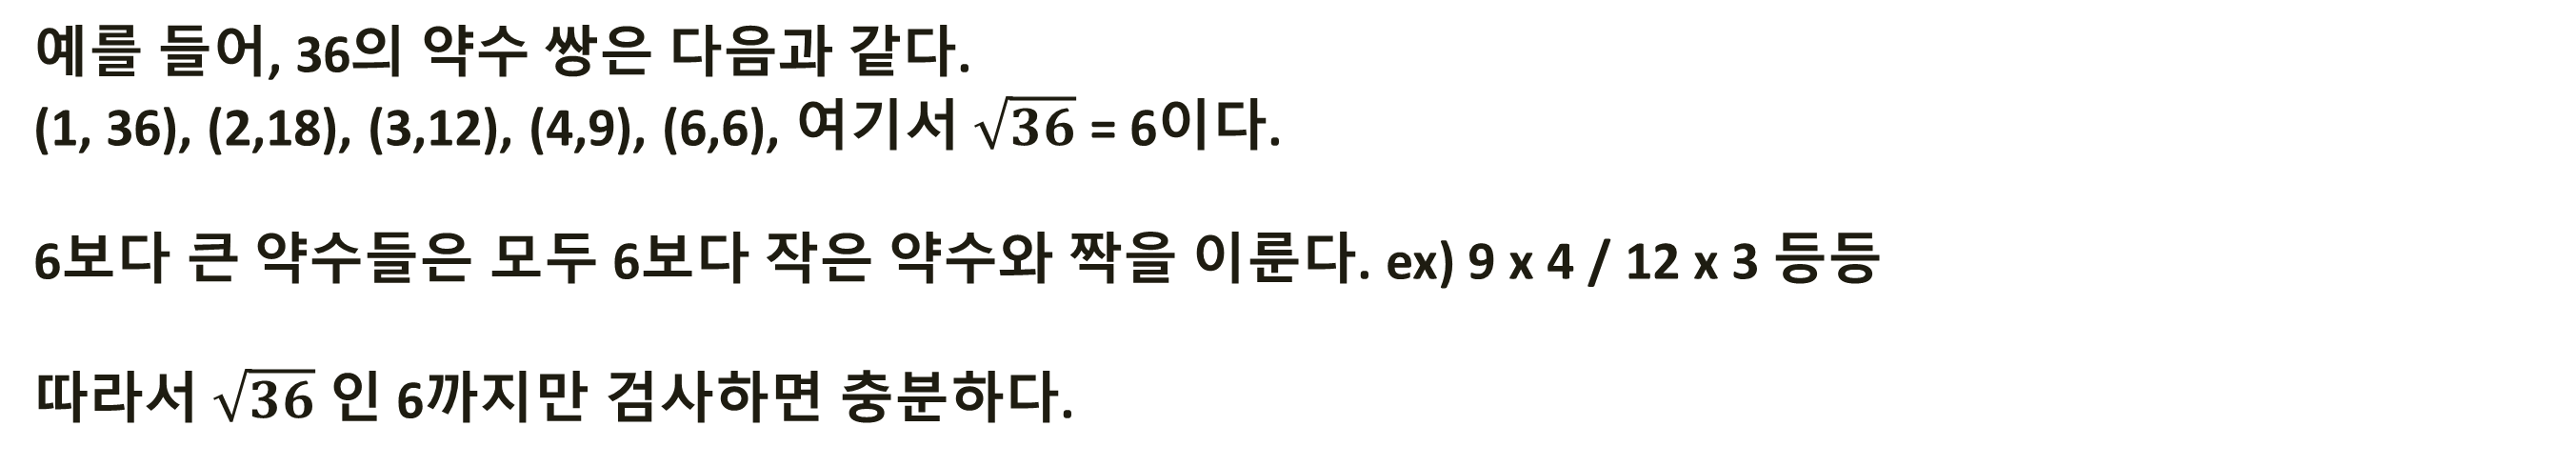 예를 들어, 36의 약수 쌍은 다음과 같다.
(1, 36), (2,18), (3,12), (4,9), (6,6), 여기서 √36 = 6이다.
6보다 큰 약수들은 모두 6보다 작은 약수와 짝을 이룬다. ex) 9 x 4 / 12 x 3 등등
따라서 √36 인 6까지만 검사하면 충분하다.